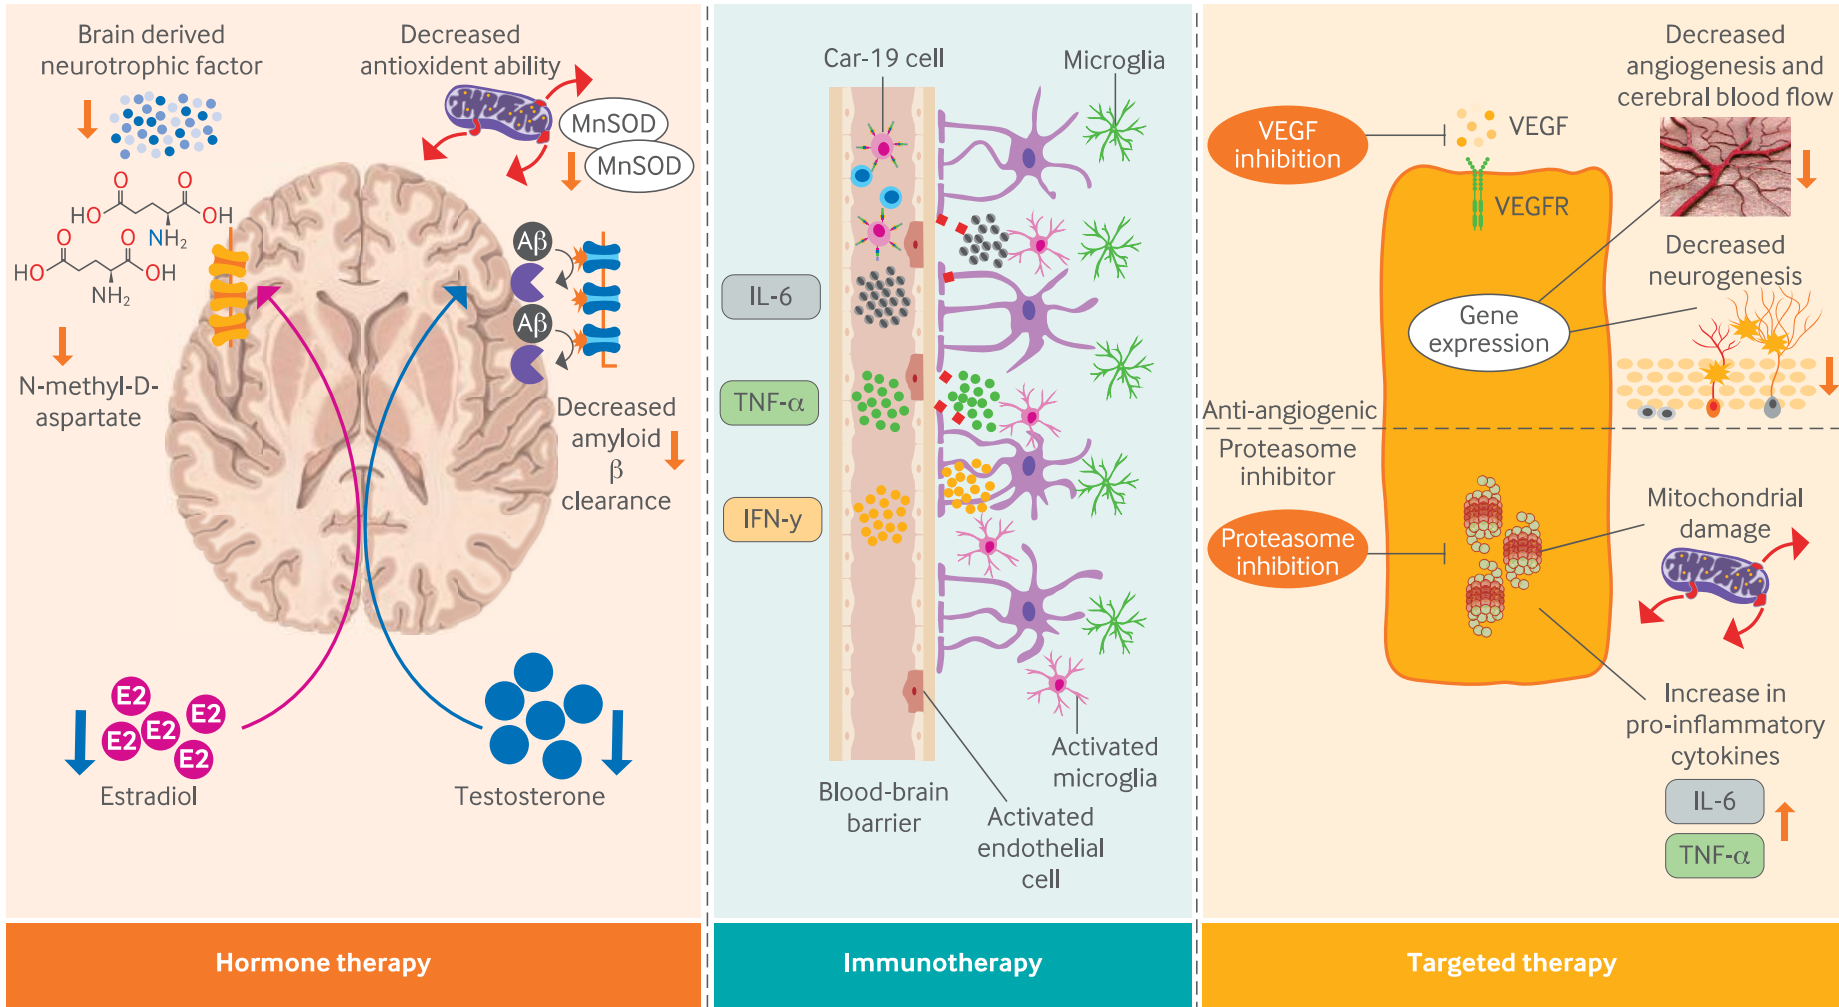 Brain derived
neurotrophic factor
Decreased
antioxident ability
MnSOD
MnSOD
O
O
HO
OH
NH2
O
O
HO
OH
NH2
N-methyl-D-
aspartate
Aβ
Aβ
Decreased
amyloid
β
clearance
E2
E2
E2
E2
E2
Estradiol
Testosterone
Hormone therapy
Car-19 cell
Microglia
IL-6
TNF-α
IFN-y
Blood-brain
barrier
Activated
endothelial
cell
Activated
microglia
Immunotherapy
VEGF
inhibition
VEGF
VEGFR
Decreased
angiogenesis and
cerebral blood flow
Decreased
neurogenesis
Gene
expression
Anti-angiogenic
Proteasome
inhibitor
Proteasome
inhibition
Mitochondrial
damage
Increase in
pro-inflammatory
cytokines
IL-6
TNF-α
Targeted therapy